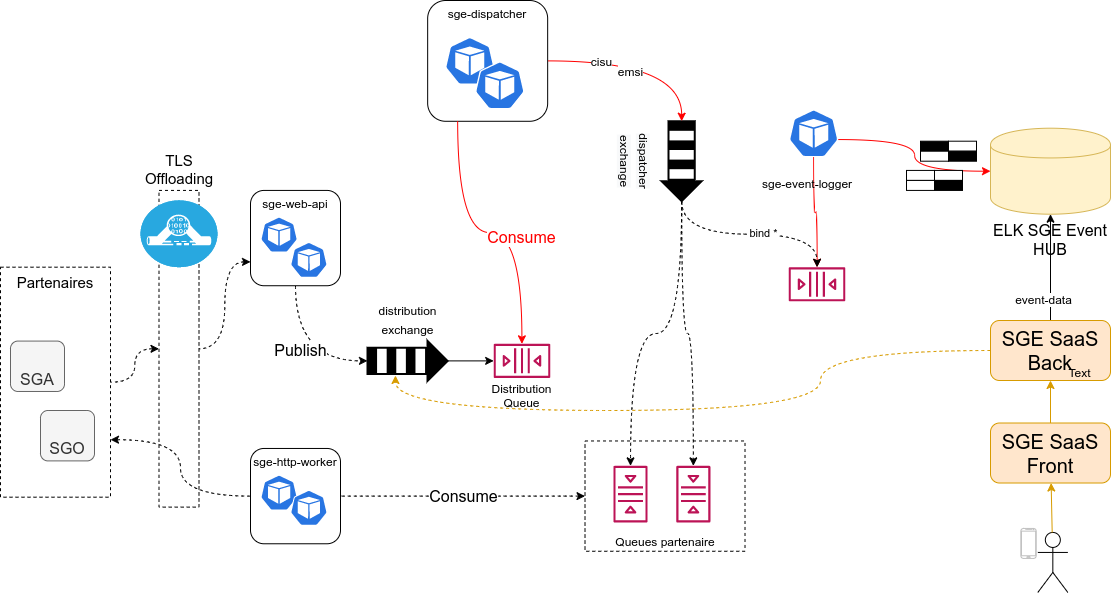 sge-dispatcher
cisu
emsi
dispatcher
exchange
TLS
Offloading
010
010010
sge-web-api
sge-event-logger
Consume
bind *
ELK SGE Event
HUB
Partenaires
distribution
exchange
event-data
Publish
SGA
Distribution
Queue
SGE SaaS
Back
Text
SGO
sge-http-worker
Consume
SGE SaaS
Front
Queues partenaire